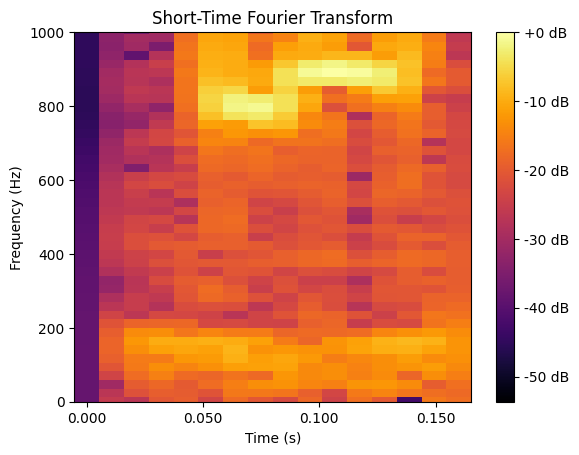 Short-Time Fourier Transform
1000
800
600
400
200
0
Frequency (Hz)
0.000
0.050
0.100
0.150
Time (s)
+0 dB
-10 dB
-20 dB
-30 dB
-40 dB
-50 dB